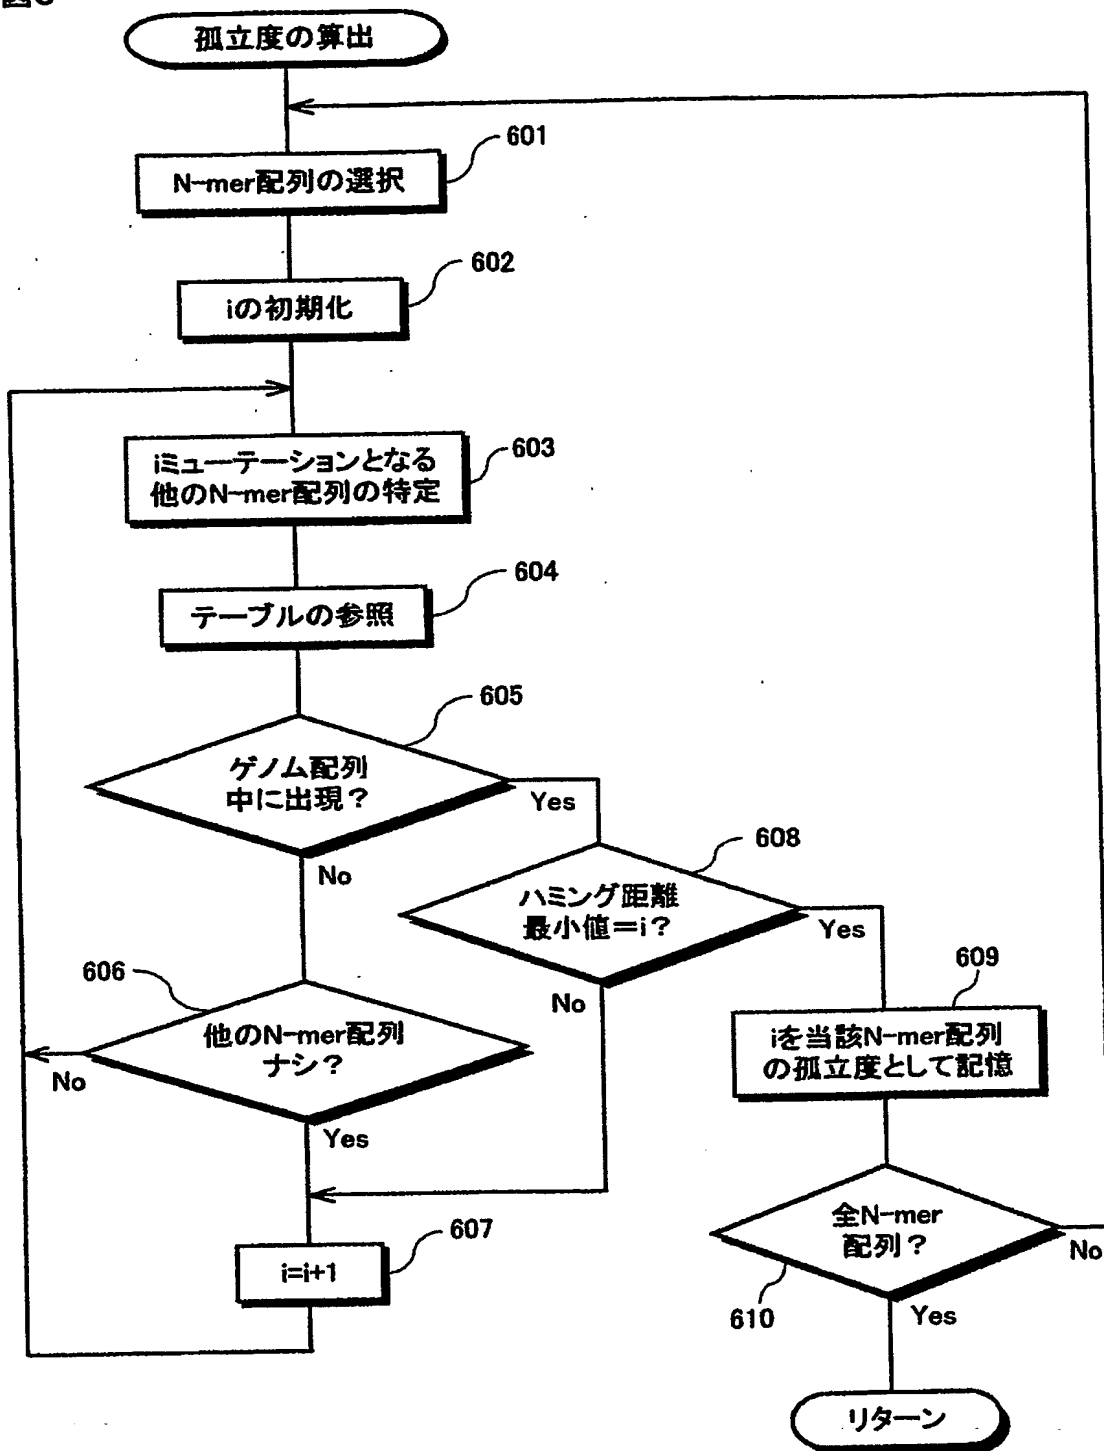 孤立度の算出
601
N-mer配列の選択
602
iの初期化
603
iミューテーションとなる
他のN-mer配列の特定
604
テーブルの参照
605
ゲノム配列
中に出現？
Yes
No
608
ハミング距離
最小値＝i？
Yes
No
606
他のN-mer配列
ナシ？
No
Yes
609
iを当該N-mer配列
の孤立度として記憶
607
i=i+1
全N-mer
配列？
No
610
Yes
リターン